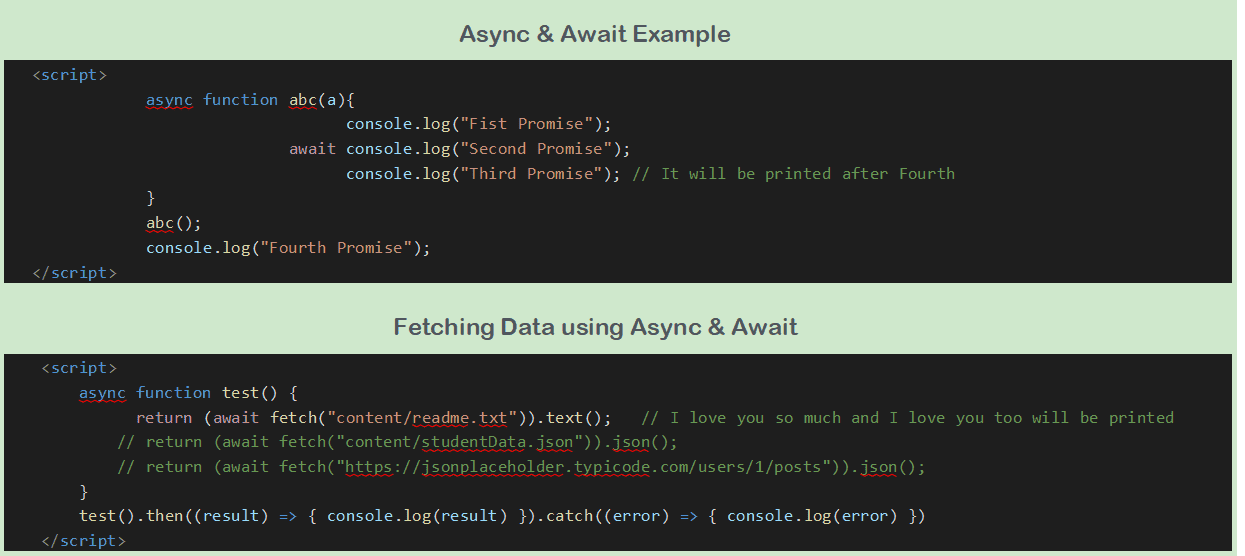 Async & Await Example
<script>
async function abc(a){
console.log("Fist Promise");
await console.log("Second Promise");
console.log("Third Promise"); // It will be printed after Fourth
}
abc();
console.log("Fourth Promise");
</script>
Fetching Data using Async & Await
<script>
async function test() {
return (await fetch("content/readme.txt")).text(); // I love you so much and I love you too will be printed
// return (await fetch("content/studentData.json")).json();
// return (await fetch("https://jsonplaceholder.typicode.com/users/1/posts")).json();
}
test().then((result) => { console.log(result) }).catch((error) => { console.log(error) })
</script>